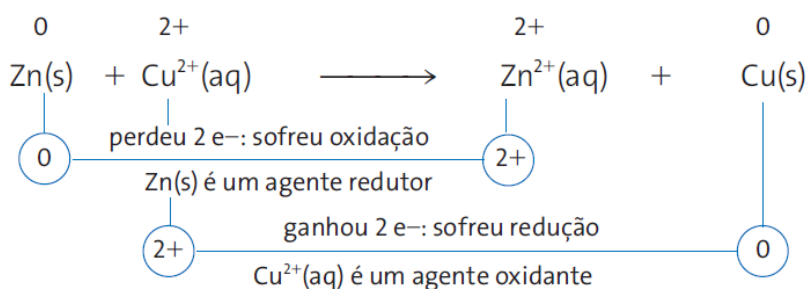 0 2+ 2+ 0
Zn(s) + Cu²⁺(aq) ⟶ Zn²⁺(aq) + Cu(s)
perdeu 2 e–: sofreu oxidação
0 2+
Zn(s) é um agente redutor
ganhou 2 e–: sofreu redução
2+ 0
Cu²⁺(aq) é um agente oxidante